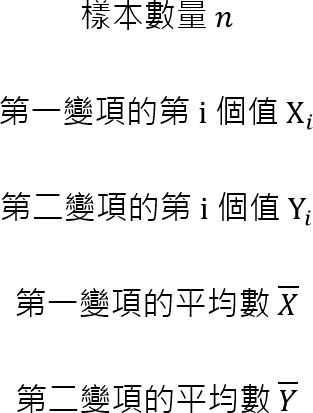 樣本數量 n
第一變項的第 i 個值 Xᵢ
第二變項的第 i 個值 Yᵢ
第一變項的平均數 X̅
第二變項的平均數 Y̅